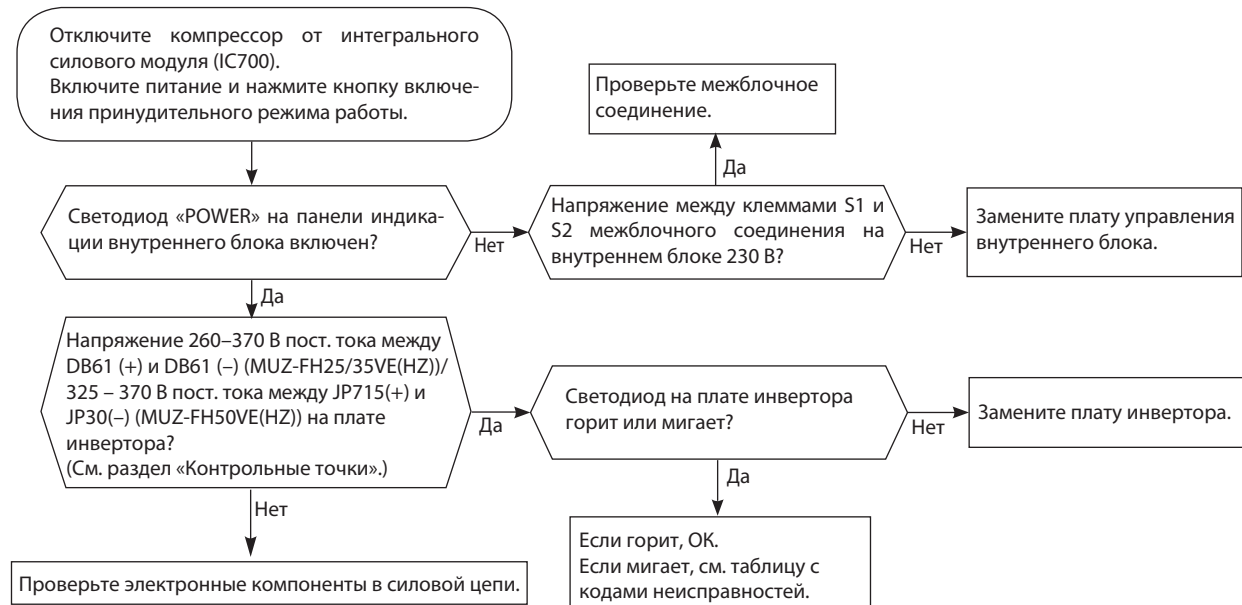 Отключите компрессор от интегрального
силового модуля (IC700).
Включите питание и нажмите кнопку включе-
ния принудительного режима работы.
Проверьте межблочное
соединение.
Да
Светодиод «POWER» на панели индика-
ции внутреннего блока включен?
Нет
Напряжение между клеммами S1 и
S2 межблочного соединения на
внутреннем блоке 230 В?
Нет
Замените плату управления
внутреннего блока.
Да
Напряжение 260–370 В пост. тока между
DB61 (+) и DB61 (–) (MUZ-FH25/35VE(HZ))/
325 – 370 В пост. тока между JP715(+) и
JP30(–) (MUZ-FH50VE(HZ)) на плате
инвертора?
(См. раздел «Контрольные точки».)
Да
Светодиод на плате инвертора
горит или мигает?
Нет
Замените плату инвертора.
Нет
Да
Проверьте электронные компоненты в силовой цепи.
Если горит, OK.
Если мигает, см. таблицу с
кодами неисправностей.